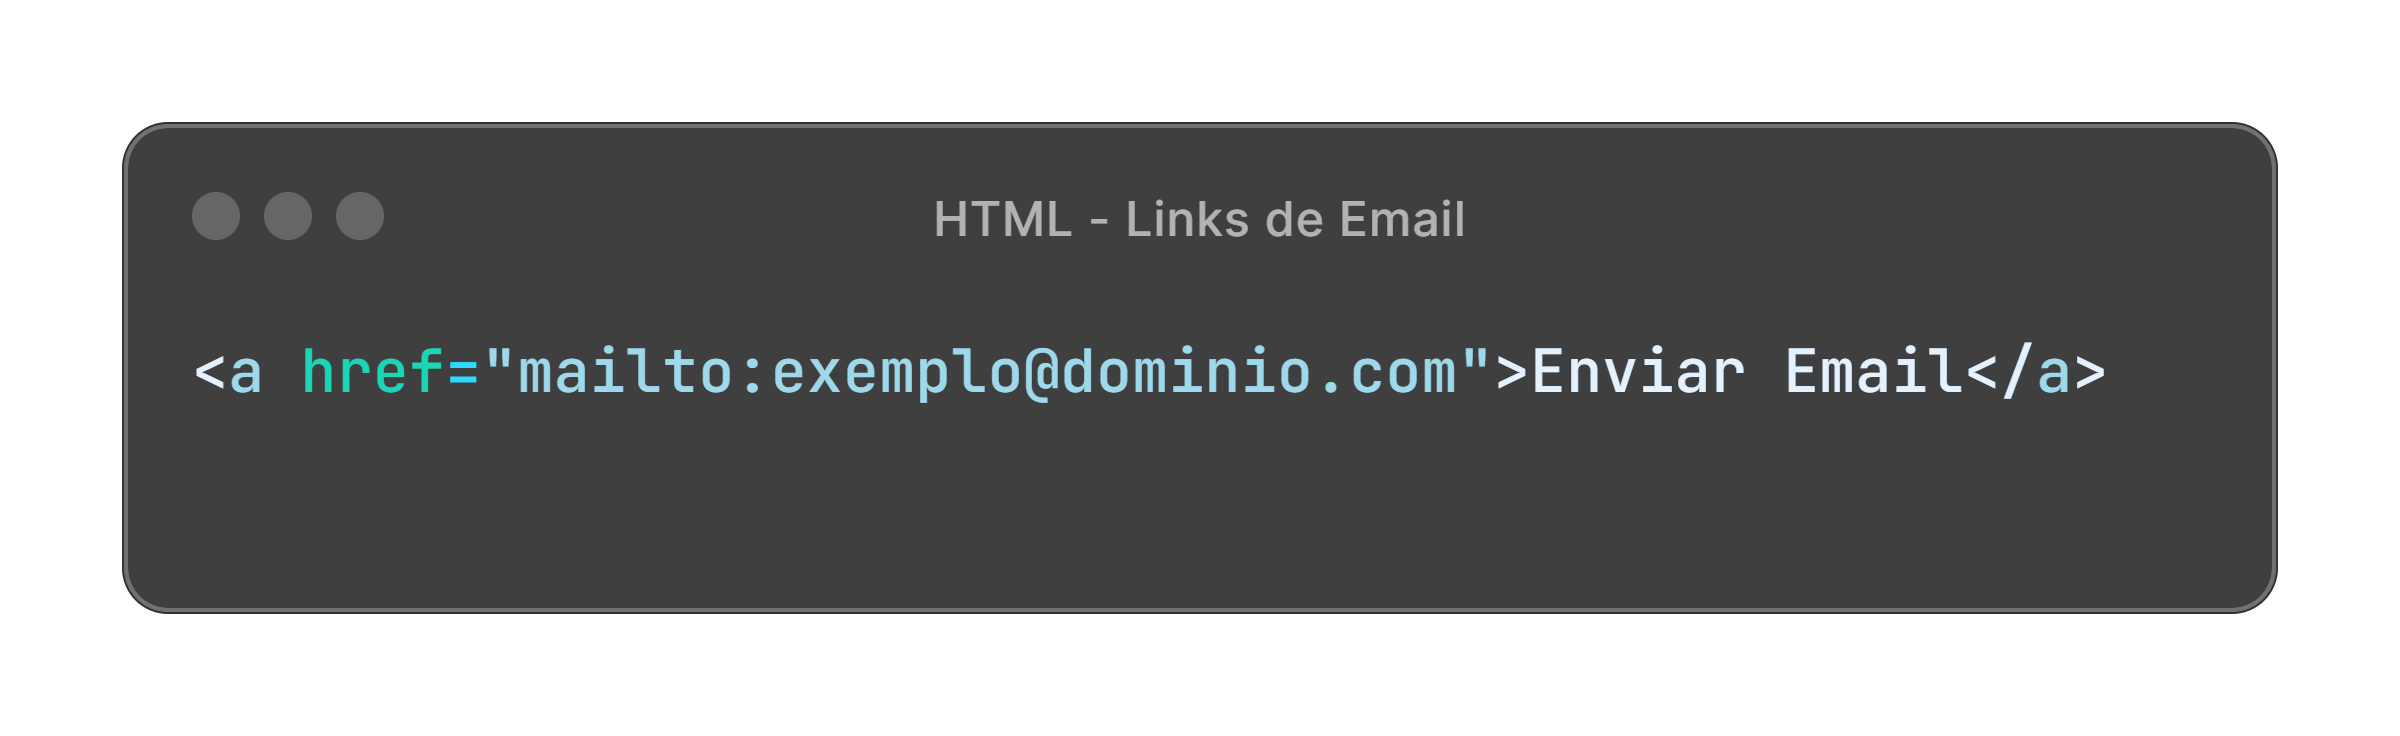 HTML - Links de Email
<a href="mailto:exemplo@dominio.com">Enviar Email</a>